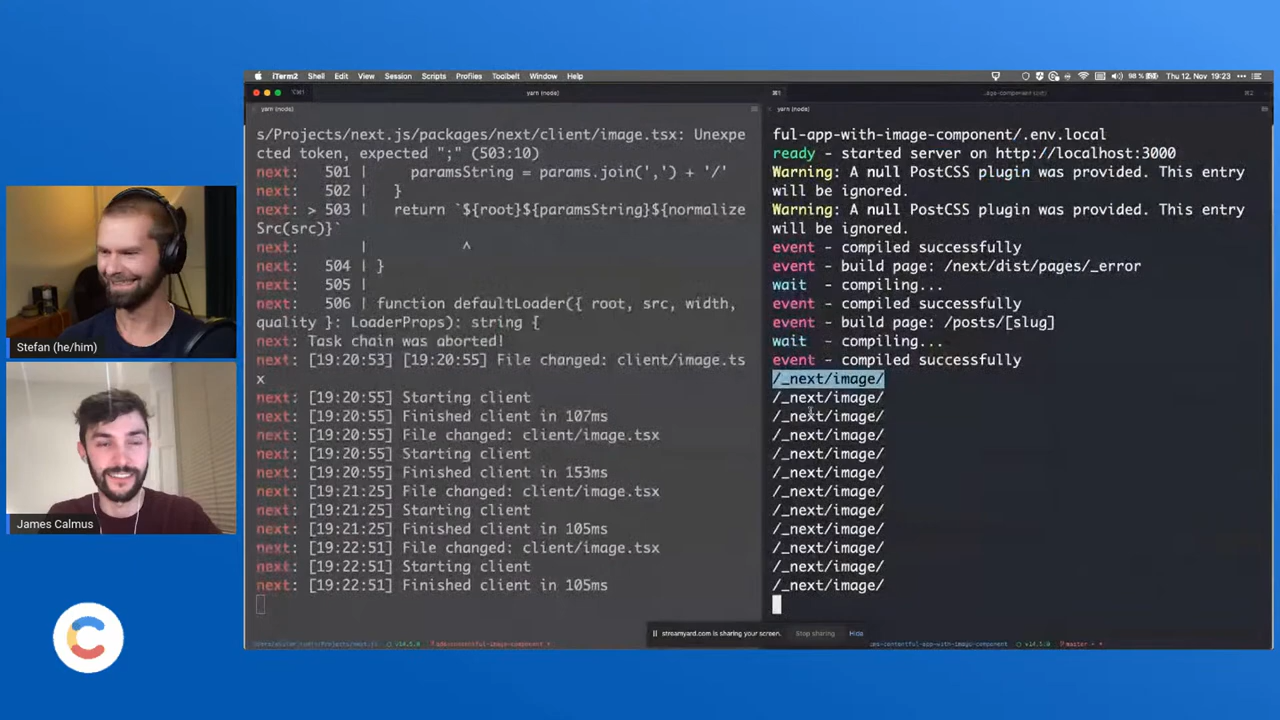 iTerm2 Shell Edit View Session Scripts Profiles Toolbelt Window Help
98 % Thu 12. Nov 19:23
yarn (node)
yarn (node)
s/Projects/next.js/packages/next/client/image.tsx: Unexpe
cted token, expected ";" (503:10)
next: 501 | paramsString = params.join(',') + '/'
next: 502 | }
next: > 503 | return `${root}${paramsString}${normalize
Src(src)}`
next: | ^
next: 504 | }
next: 505 |
next: 506 | function defaultLoader({ root, src, width,
quality }: LoaderProps): string {
next: Task chain was aborted!
next: [19:20:53] [19:20:55] File changed: client/image.ts
x
next: [19:20:55] Starting client
next: [19:20:55] Finished client in 107ms
next: [19:20:55] File changed: client/image.tsx
next: [19:20:55] Starting client
next: [19:20:55] Finished client in 153ms
next: [19:21:25] File changed: client/image.tsx
next: [19:21:25] Starting client
next: [19:21:25] Finished client in 105ms
next: [19:22:51] File changed: client/image.tsx
next: [19:22:51] Starting client
next: [19:22:51] Finished client in 105ms
yarn (node)
ful-app-with-image-component/.env.local
ready - started server on http://localhost:3000
Warning: A null PostCSS plugin was provided. This entry
will be ignored.
Warning: A null PostCSS plugin was provided. This entry
will be ignored.
event - compiled successfully
event - build page: /next/dist/pages/_error
wait - compiling...
event - compiled successfully
event - build page: /posts/[slug]
wait - compiling...
event - compiled successfully
/_next/image/
/_next/image/
/_next/image/
/_next/image/
/_next/image/
/_next/image/
/_next/image/
/_next/image/
/_next/image/
/_next/image/
/_next/image/
/_next/image/
streamyard.com is sharing your screen. Stop sharing Hide
Stefan (he/him)
James Calmus